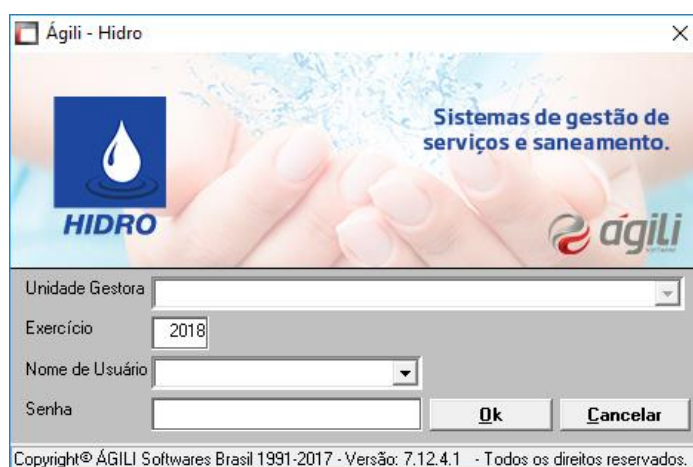 Ágili - Hidro
Sistemas de gestão de
serviços e saneamento.
HIDRO
ágili
Unidade Gestora
Exercício 2018
Nome de Usuário
Senha
Ok Cancelar
Copyright© ÁGILI Softwares Brasil 1991-2017 - Versão: 7.12.4.1 - Todos os direitos reservados.